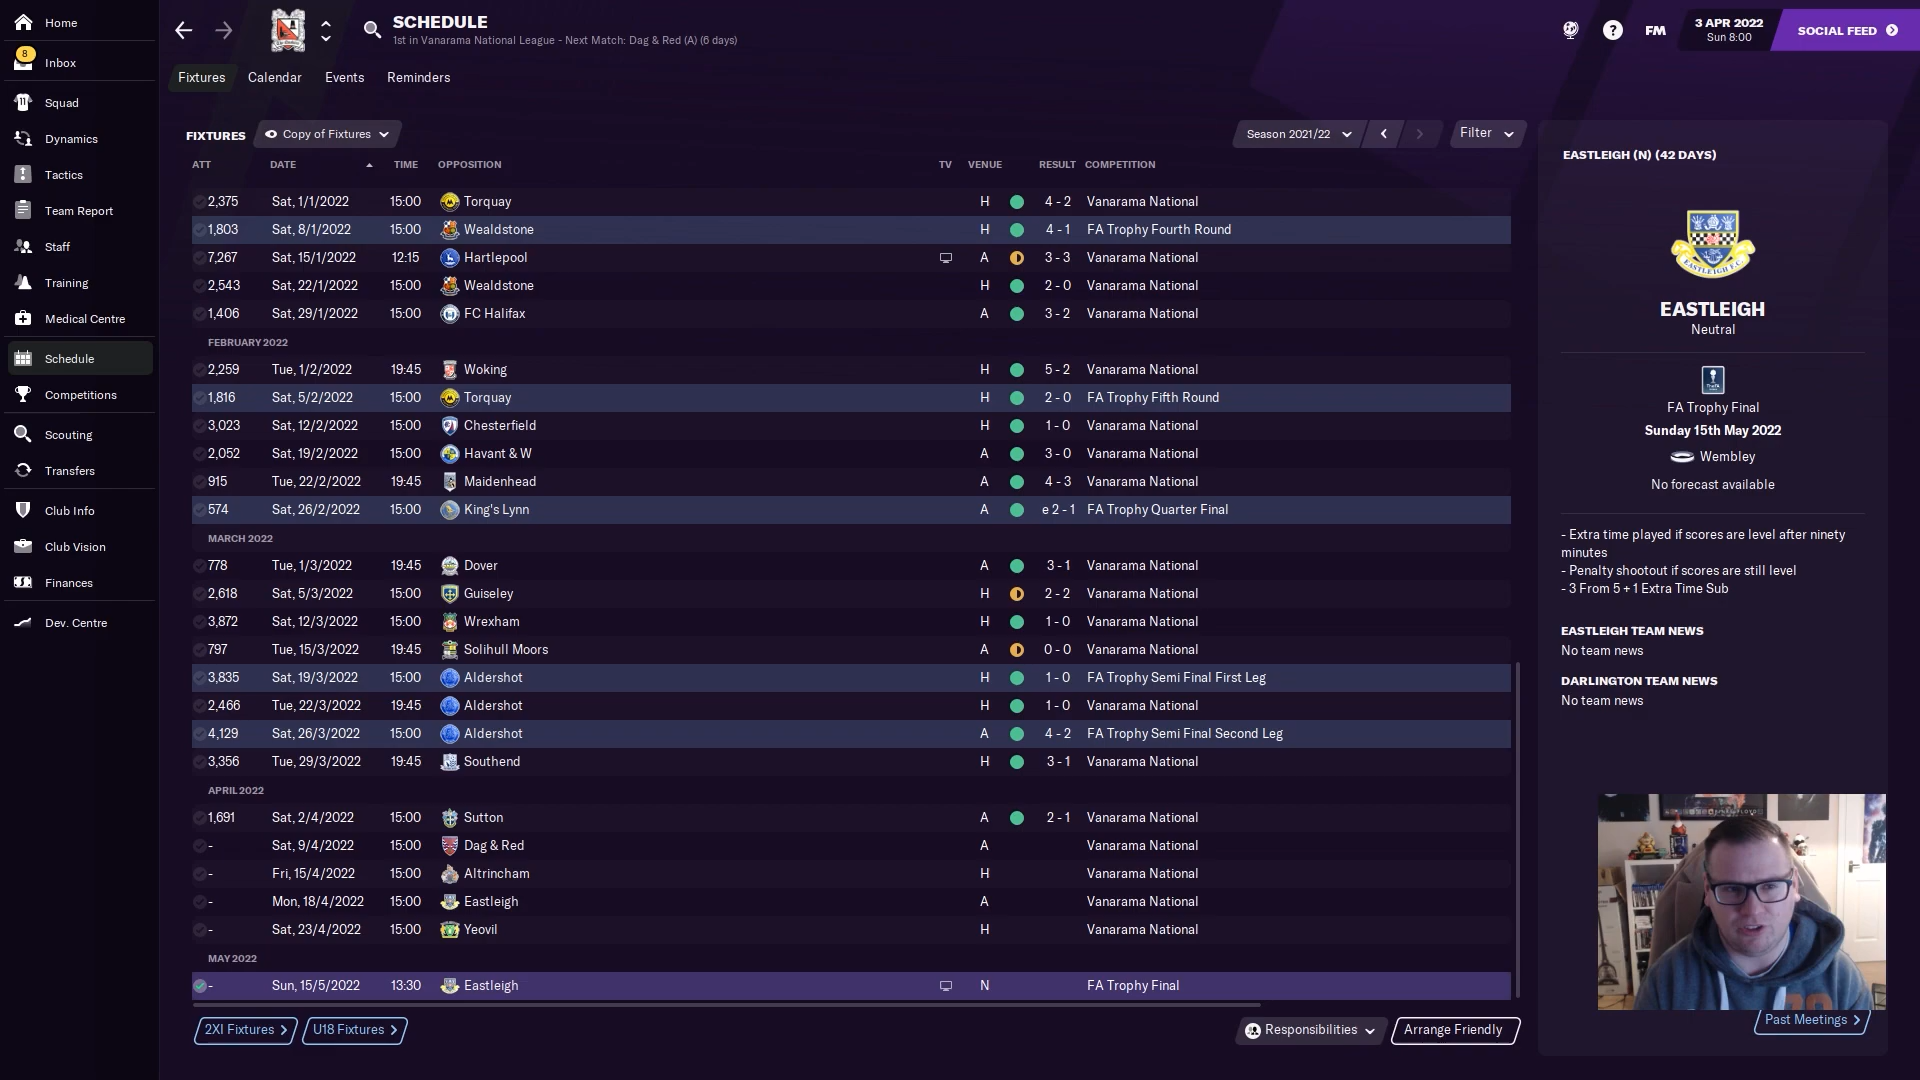 Home
8
Inbox
Squad
Dynamics
Tactics
Team Report
Staff
Training
Medical Centre
Schedule
Competitions
Scouting
Transfers
Club Info
Club Vision
Finances
Dev. Centre
SCHEDULE
1st in Vanarama National League - Next Match: Dag & Red (A) (6 days)
FM
3 APR 2022
Sun 8:00
SOCIAL FEED
Fixtures Calendar Events Reminders
FIXTURES Copy of Fixtures Season 2021/22 Filter
ATT DATE TIME OPPOSITION TV VENUE RESULT COMPETITION
2,375 Sat, 1/1/2022 15:00 Torquay H 4 - 2 Vanarama National
1,803 Sat, 8/1/2022 15:00 Wealdstone H 4 - 1 FA Trophy Fourth Round
7,267 Sat, 15/1/2022 12:15 Hartlepool A 3 - 3 Vanarama National
2,543 Sat, 22/1/2022 15:00 Wealdstone H 2 - 0 Vanarama National
1,406 Sat, 29/1/2022 15:00 FC Halifax A 3 - 2 Vanarama National
FEBRUARY 2022
2,259 Tue, 1/2/2022 19:45 Woking H 5 - 2 Vanarama National
1,816 Sat, 5/2/2022 15:00 Torquay H 2 - 0 FA Trophy Fifth Round
3,023 Sat, 12/2/2022 15:00 Chesterfield H 1 - 0 Vanarama National
2,052 Sat, 19/2/2022 15:00 Havant & W A 3 - 0 Vanarama National
915 Tue, 22/2/2022 19:45 Maidenhead A 4 - 3 Vanarama National
574 Sat, 26/2/2022 15:00 King's Lynn A e 2 - 1 FA Trophy Quarter Final
MARCH 2022
778 Tue, 1/3/2022 19:45 Dover A 3 - 1 Vanarama National
2,618 Sat, 5/3/2022 15:00 Guiseley H 2 - 2 Vanarama National
3,872 Sat, 12/3/2022 15:00 Wrexham H 1 - 0 Vanarama National
797 Tue, 15/3/2022 19:45 Solihull Moors A 0 - 0 Vanarama National
3,835 Sat, 19/3/2022 15:00 Aldershot H 1 - 0 FA Trophy Semi Final First Leg
2,466 Tue, 22/3/2022 19:45 Aldershot H 1 - 0 Vanarama National
4,129 Sat, 26/3/2022 15:00 Aldershot A 4 - 2 FA Trophy Semi Final Second Leg
3,356 Tue, 29/3/2022 19:45 Southend H 3 - 1 Vanarama National
APRIL 2022
1,691 Sat, 2/4/2022 15:00 Sutton A 2 - 1 Vanarama National
- Sat, 9/4/2022 15:00 Dag & Red A Vanarama National
- Fri, 15/4/2022 15:00 Altrincham H Vanarama National
- Mon, 18/4/2022 15:00 Eastleigh A Vanarama National
- Sat, 23/4/2022 15:00 Yeovil H Vanarama National
MAY 2022
- Sun, 15/5/2022 13:30 Eastleigh N FA Trophy Final
2XI Fixtures U18 Fixtures Responsibilities Arrange Friendly
EASTLEIGH (N) (42 DAYS)
EASTLEIGH F.C.
EASTLEIGH
Neutral
FA Trophy Final
Sunday 15th May 2022
Wembley
No forecast available
- Extra time played if scores are level after ninety
minutes
- Penalty shootout if scores are still level
- 3 From 5 + 1 Extra Time Sub
EASTLEIGH TEAM NEWS
No team news
DARLINGTON TEAM NEWS
No team news
Past Meetings